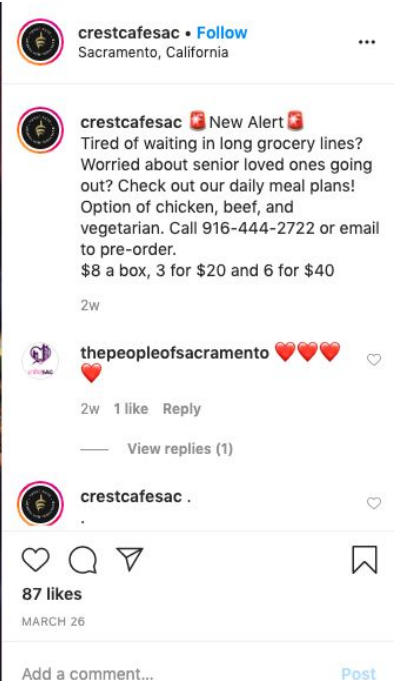 crestcafesac • Follow
Sacramento, California
crestcafesac 🚨New Alert🚨
Tired of waiting in long grocery lines?
Worried about senior loved ones going
out? Check out our daily meal plans!
Option of chicken, beef, and
vegetarian. Call 916-444-2722 or email
to pre-order.
$8 a box, 3 for $20 and 6 for $40
2w
thepeopleofsacramento ❤️❤️❤️
❤️
2w 1 like Reply
View replies (1)
crestcafesac .
.
87 likes
MARCH 26
Add a comment... Post